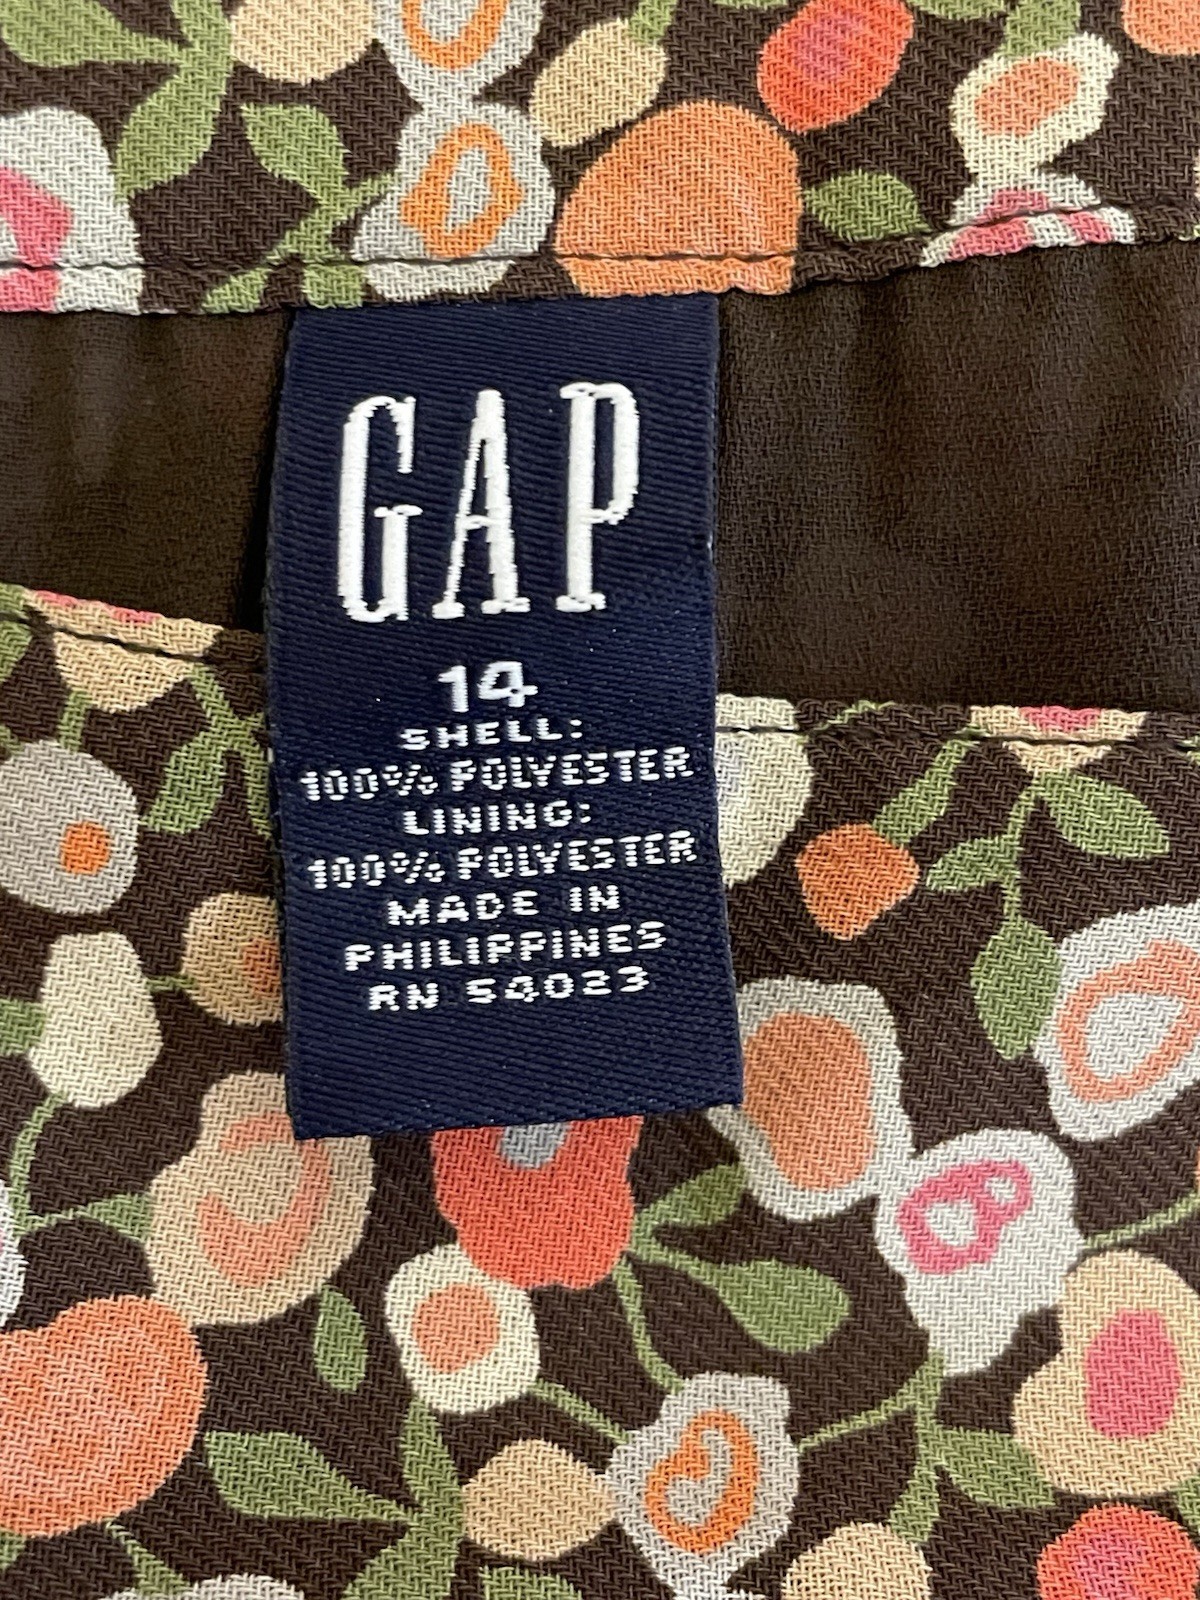 GAP
14
SHELL:
100% POLYESTER
LINING:
100% POLYESTER
MADE IN
PHILIPPINES
RN 54023